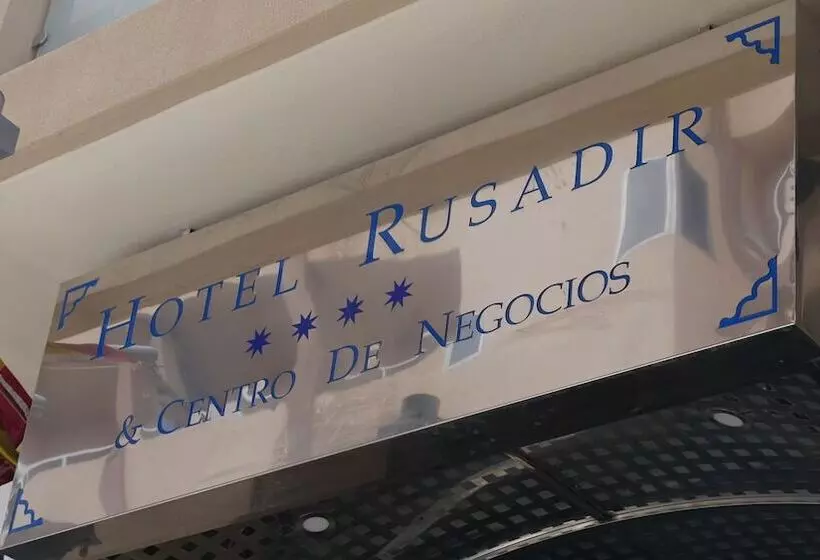 HOTEL RUSADIR
& CENTRO DE NEGOCIOS